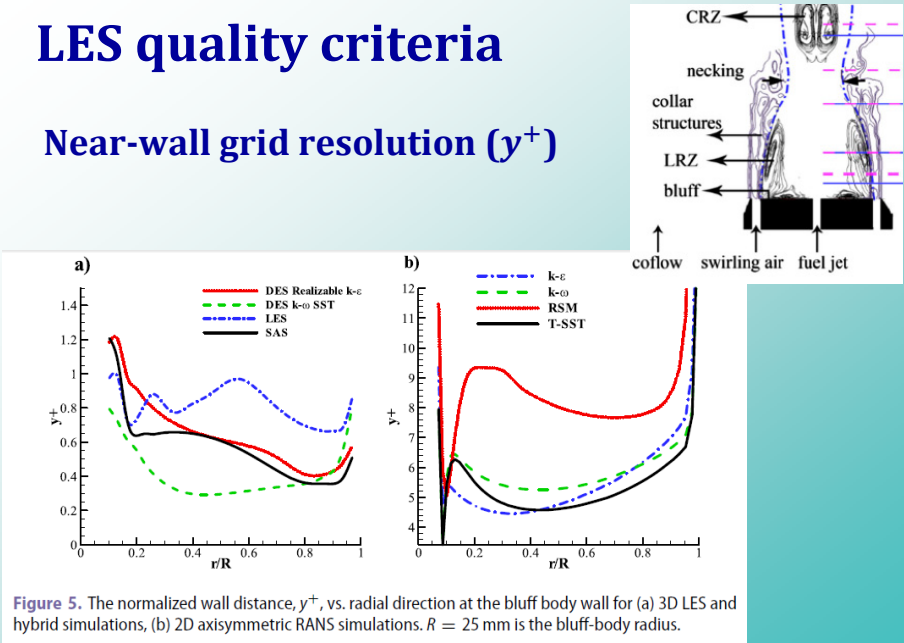 LES quality criteria
Near-wall grid resolution (y⁺)
CRZ
necking
collar
structures
LRZ
bluff
coflow swirling air fuel jet
a)
DES Realizable k-ε
DES k-ω SST
LES
SAS
1.4
1.2
1
0.8
0.6
0.4
0.2
0
y+
0 0.2 0.4 0.6 0.8 1
r/R
b)
k-ε
k-ω
RSM
T-SST
12
11
10
9
8
7
6
5
4
y+
0 0.2 0.4 0.6 0.8 1
r/R
Figure 5. The normalized wall distance, y⁺, vs. radial direction at the bluff body wall for (a) 3D LES and
hybrid simulations, (b) 2D axisymmetric RANS simulations. R = 25 mm is the bluff-body radius.